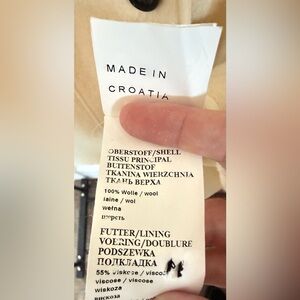 MADE IN
CROATIA
OBERSTOFF/SHELL
TISSU PRINCIPAL
BUITENSTOF
TKANINA WIERZCHNIA
ТКАНЬ ВЕРХА
100% Wolle / wool
laine / wol
wełna
шерсть
FUTTER/LINING
VOERING/DOUBLURE
PODSZEWKA
ПОДКЛАДКА
55% viskose / viscose
viscose / viscose
wiskoza
вискоза